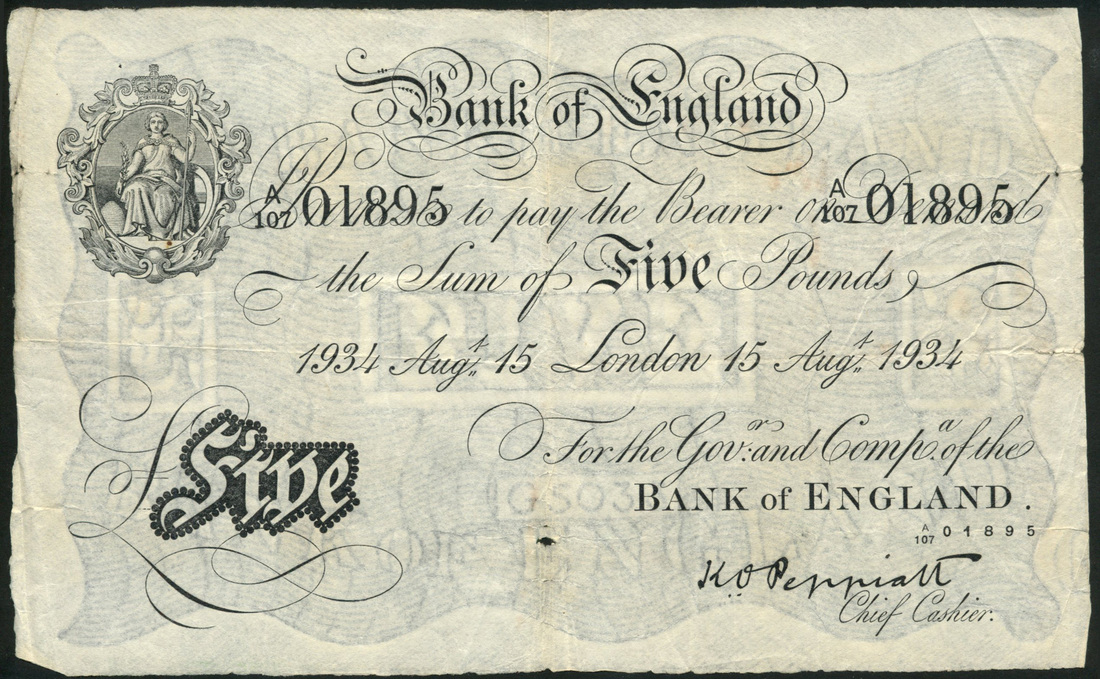 Bank of England
A/107 01895 A/107 01895
Promise to pay the Bearer on Demand
the Sum of Five Pounds
1934 Augt. 15 London 15 Augt. 1934
For the Govr. and Compa. of the
BANK of ENGLAND.
A/107 01895
£ Five
K O Peppiatt
Chief Cashier.